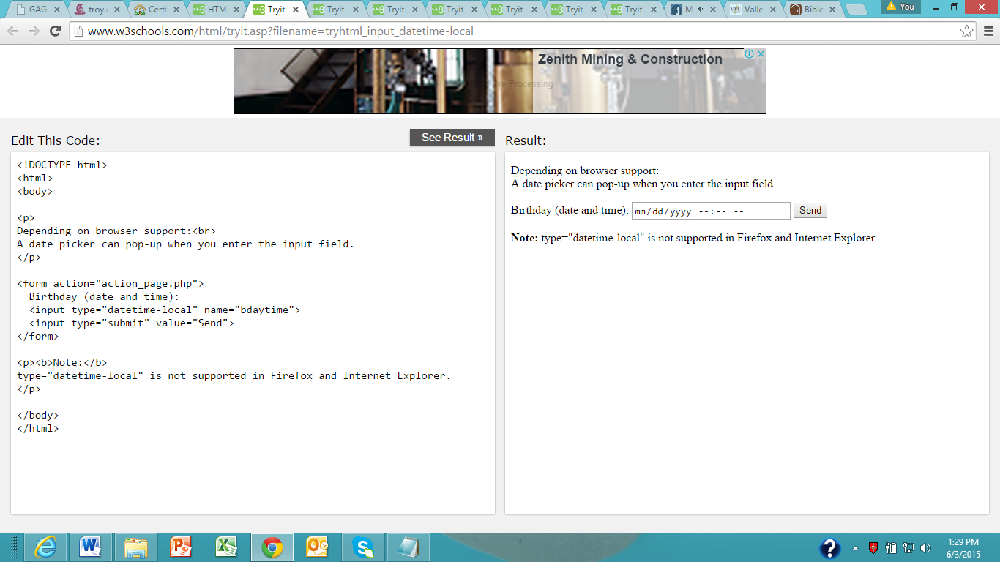 GAG
troy.e
Certi
HTM
Tryit
Tryit
Tryit
Tryit
Tryit
Tryit
Tryit
M
Valle
Bible
You
www.w3schools.com/html/tryit.asp?filename=tryhtml_input_datetime-local
Zenith Mining & Construction
Ore Processing
Edit This Code:
See Result »
Result:
<!DOCTYPE html>
<html>
<body>
<p>
Depending on browser support:<br>
A date picker can pop-up when you enter the input field.
</p>
<form action="action_page.php">
Birthday (date and time):
<input type="datetime-local" name="bdaytime">
<input type="submit" value="Send">
</form>
<p><b>Note:</b>
type="datetime-local" is not supported in Firefox and Internet Explorer.
</p>
</body>
</html>
Depending on browser support:
A date picker can pop-up when you enter the input field.
Birthday (date and time): mm/dd/yyyy --:-- -- Send
Note: type="datetime-local" is not supported in Firefox and Internet Explorer.
1:29 PM
6/3/2015